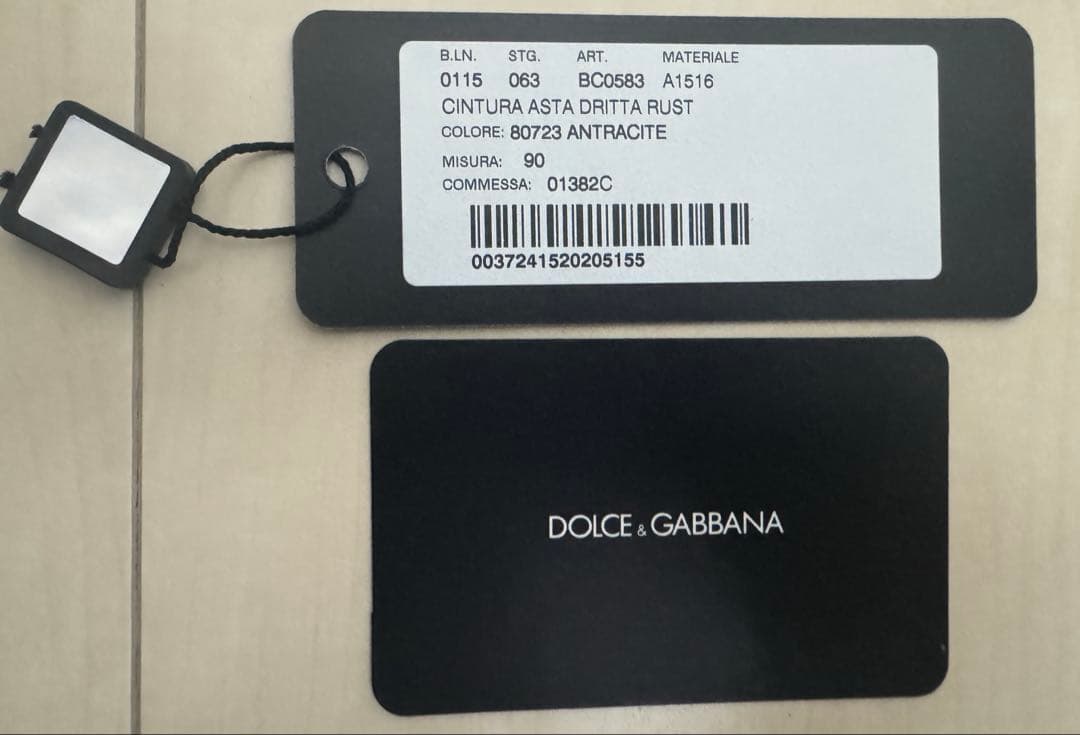 B.LN. STG. ART. MATERIALE
0115 063 BC0583 A1516
CINTURA ASTA DRITTA RUST
COLORE: 80723 ANTRACITE
MISURA: 90
COMMESSA: 01382C
0037241520205155
DOLCE & GABBANA